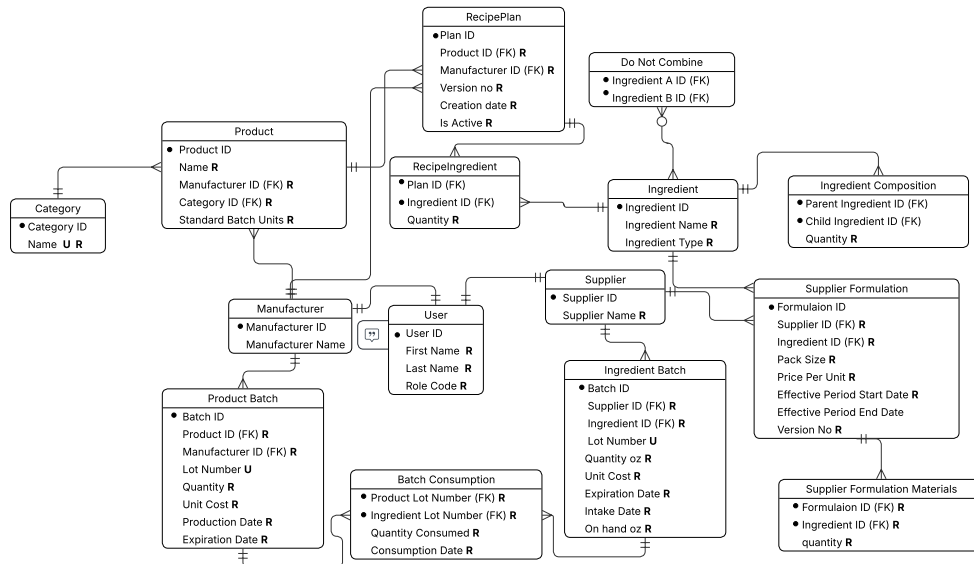 RecipePlan
Plan ID
Product ID (FK) R
Manufacturer ID (FK) R
Version no R
Creation date R
Is Active R
Do Not Combine
Ingredient A ID (FK)
Ingredient B ID (FK)
Product
Product ID
Name R
Manufacturer ID (FK) R
Category ID (FK) R
Standard Batch Units R
RecipeIngredient
Plan ID (FK)
Ingredient ID (FK)
Quantity R
Ingredient
Ingredient ID
Ingredient Name R
Ingredient Type R
Ingredient Composition
Parent Ingredient ID (FK)
Child Ingredient ID (FK)
Quantity R
Category
Category ID
Name U R
Manufacturer
Manufacturer ID
Manufacturer Name
User
User ID
First Name R
Last Name R
Role Code R
Supplier
Supplier ID
Supplier Name R
Supplier Formulation
Formulaion ID
Supplier ID (FK) R
Ingredient ID (FK) R
Pack Size R
Price Per Unit R
Effective Period Start Date R
Effective Period End Date
Version No R
Product Batch
Batch ID
Product ID (FK) R
Manufacturer ID (FK) R
Lot Number U
Quantity R
Unit Cost R
Production Date R
Expiration Date R
Ingredient Batch
Batch ID
Supplier ID (FK) R
Ingredient ID (FK) R
Lot Number U
Quantity oz R
Unit Cost R
Expiration Date R
Intake Date R
On hand oz R
Batch Consumption
Product Lot Number (FK) R
Ingredient Lot Number (FK) R
Quantity Consumed R
Consumption Date R
Supplier Formulation Materials
Formulaion ID (FK) R
Ingredient ID (FK) R
quantity R